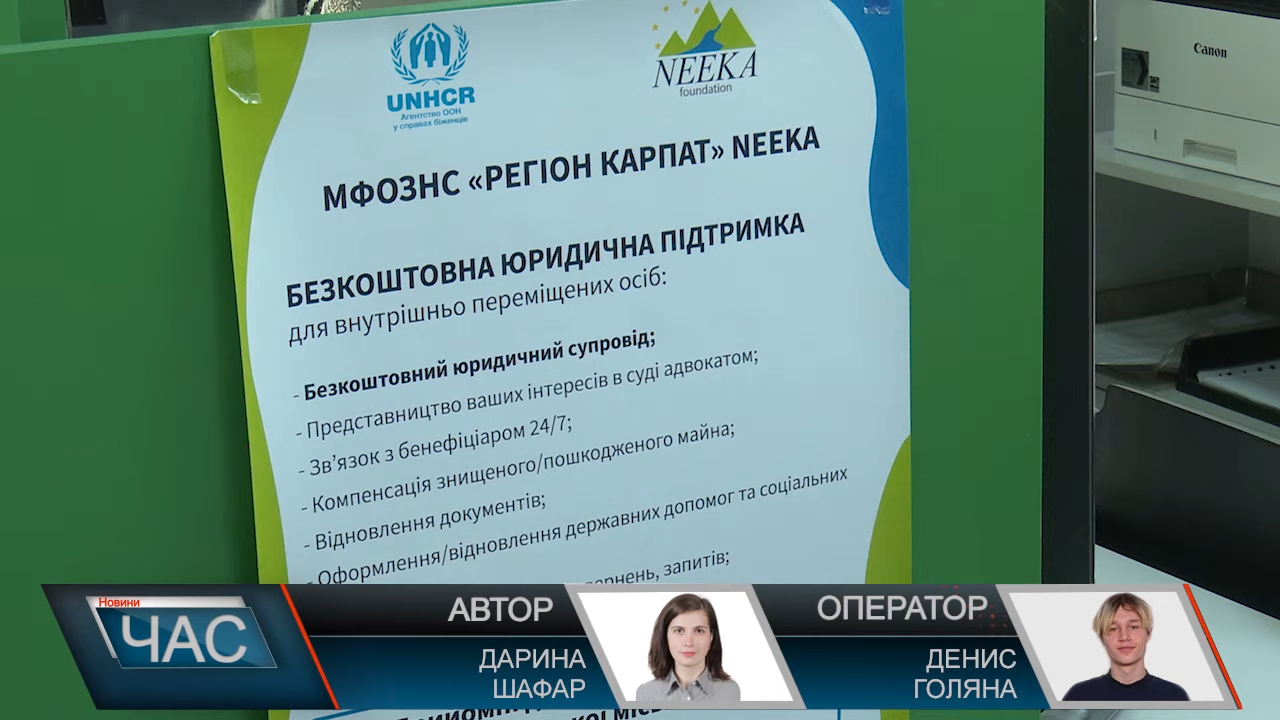 UNHCR
Агентство ООН
у справах біженців
NEEKA
foundation
Canon
МФОЗНС «РЕГІОН КАРПАТ» NEEKA
БЕЗКОШТОВНА ЮРИДИЧНА ПІДТРИМКА
для внутрішньо переміщених осіб:
- Безкоштовний юридичний супровід;
- Представництво ваших інтересів в суді адвокатом;
- Зв'язок з бенефіціаром 24/7;
- Компенсація знищеного/пошкодженого майна;
- Відновлення документів;
- Оформлення/відновлення державних допомог та соціальних
запитів;
Новини
ЧАС
АВТОР
ДАРИНА
ШАФАР
ОПЕРАТОР
ДЕНИС
ГОЛЯНА